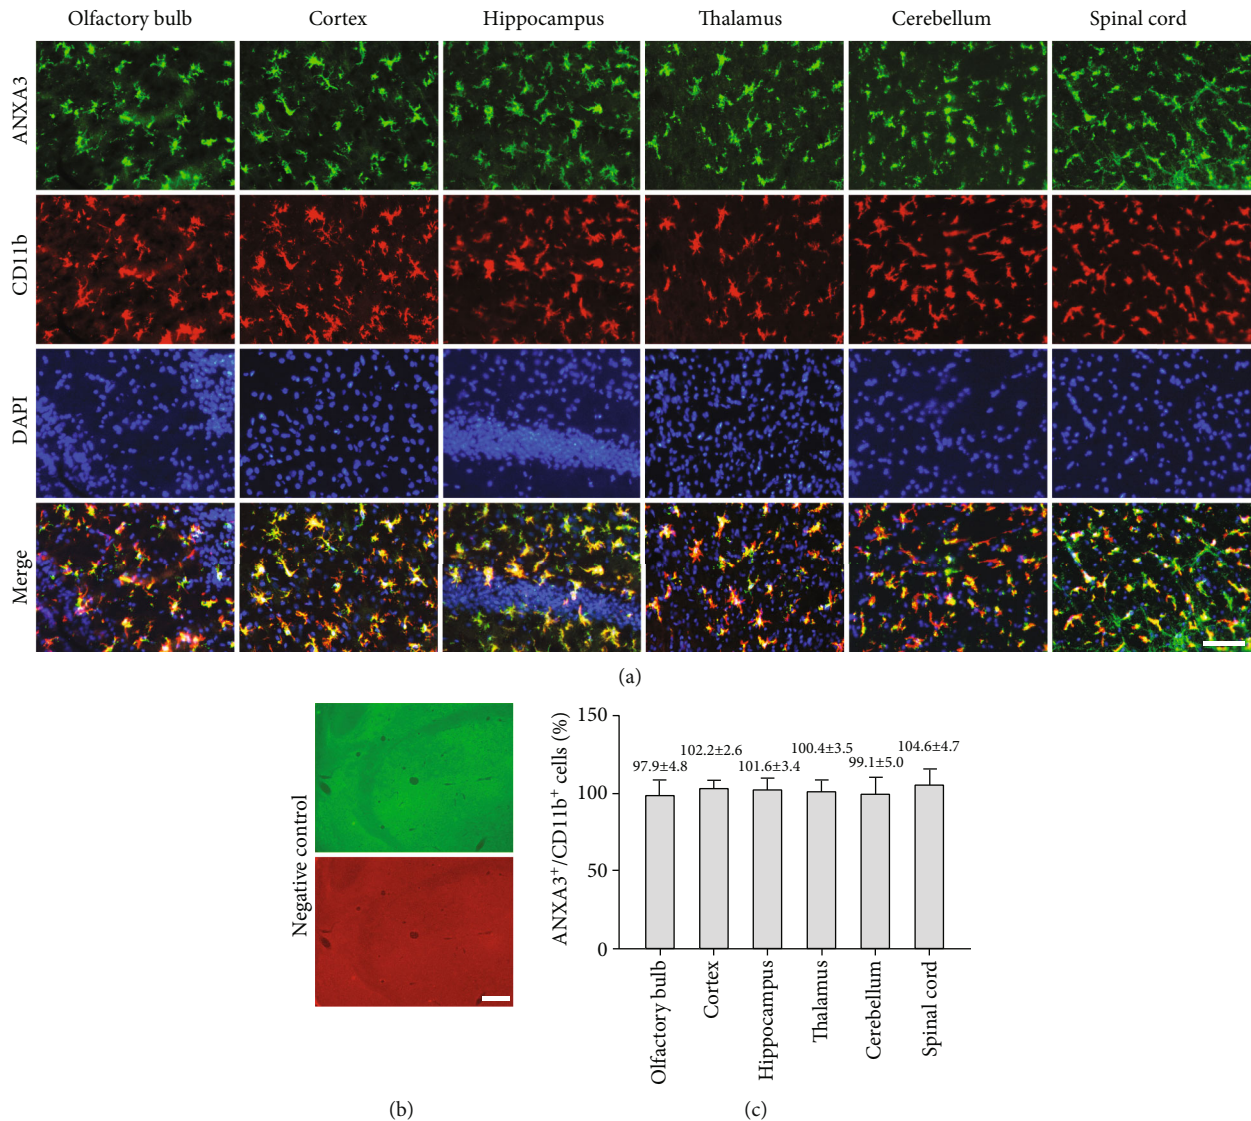 Olfactory bulb Cortex Hippocampus Thalamus Cerebellum Spinal cord
ANXA3
CD11b
DAPI
Merge
(a)
Negative control
(b)
ANXA3⁺/CD11b⁺ cells (%)
150
100
50
0
97.9±4.8
102.2±2.6
101.6±3.4
100.4±3.5
99.1±5.0
104.6±4.7
Olfactory bulb
Cortex
Hippocampus
Thalamus
Cerebellum
Spinal cord
(c)